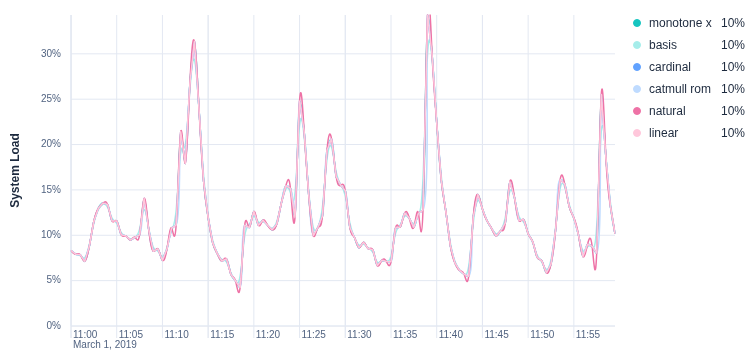 System Load
30%
25%
20%
15%
10%
5%
0%
11:00 11:05 11:10 11:15 11:20 11:25 11:30 11:35 11:40 11:45 11:50 11:55
March 1, 2019
monotone x 10%
basis 10%
cardinal 10%
catmull rom 10%
natural 10%
linear 10%